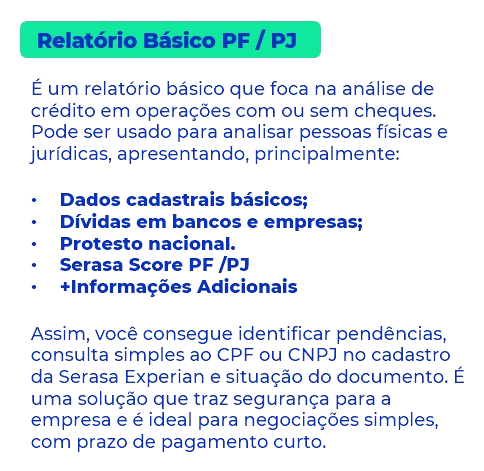 Relatório Básico PF / PJ
É um relatório básico que foca na análise de
crédito em operações com ou sem cheques.
Pode ser usado para analisar pessoas físicas e
jurídicas, apresentando, principalmente:
• Dados cadastrais básicos;
• Dívidas em bancos e empresas;
• Protesto nacional.
• Serasa Score PF /PJ
• +Informações Adicionais
Assim, você consegue identificar pendências,
consulta simples ao CPF ou CNPJ no cadastro
da Serasa Experian e situação do documento. É
uma solução que traz segurança para a
empresa e é ideal para negociações simples,
com prazo de pagamento curto.